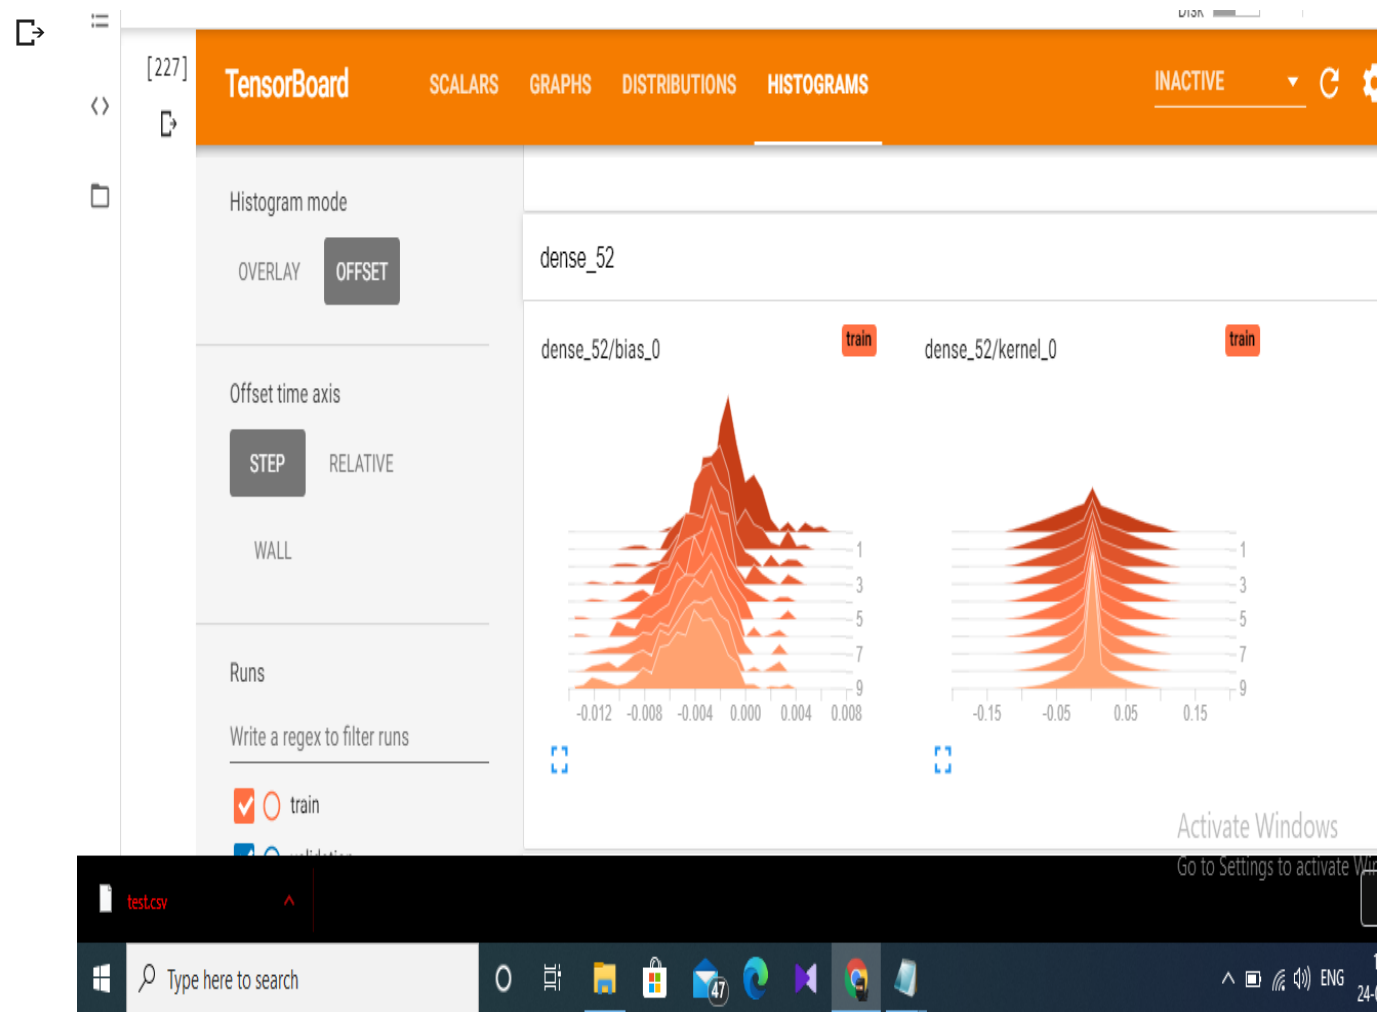 DISK
[227]
TensorBoard SCALARS GRAPHS DISTRIBUTIONS HISTOGRAMS INACTIVE
Histogram mode
OVERLAY OFFSET
dense_52
dense_52/bias_0 train dense_52/kernel_0 train
Offset time axis
STEP RELATIVE
WALL
1 1
3 3
5 5
7 7
9 9
-0.012 -0.008 -0.004 0.000 0.004 0.008 -0.15 -0.05 0.05 0.15
Runs
Write a regex to filter runs
train
validation
Activate Windows
Go to Settings to activate
test.csv
Type here to search 47 ENG